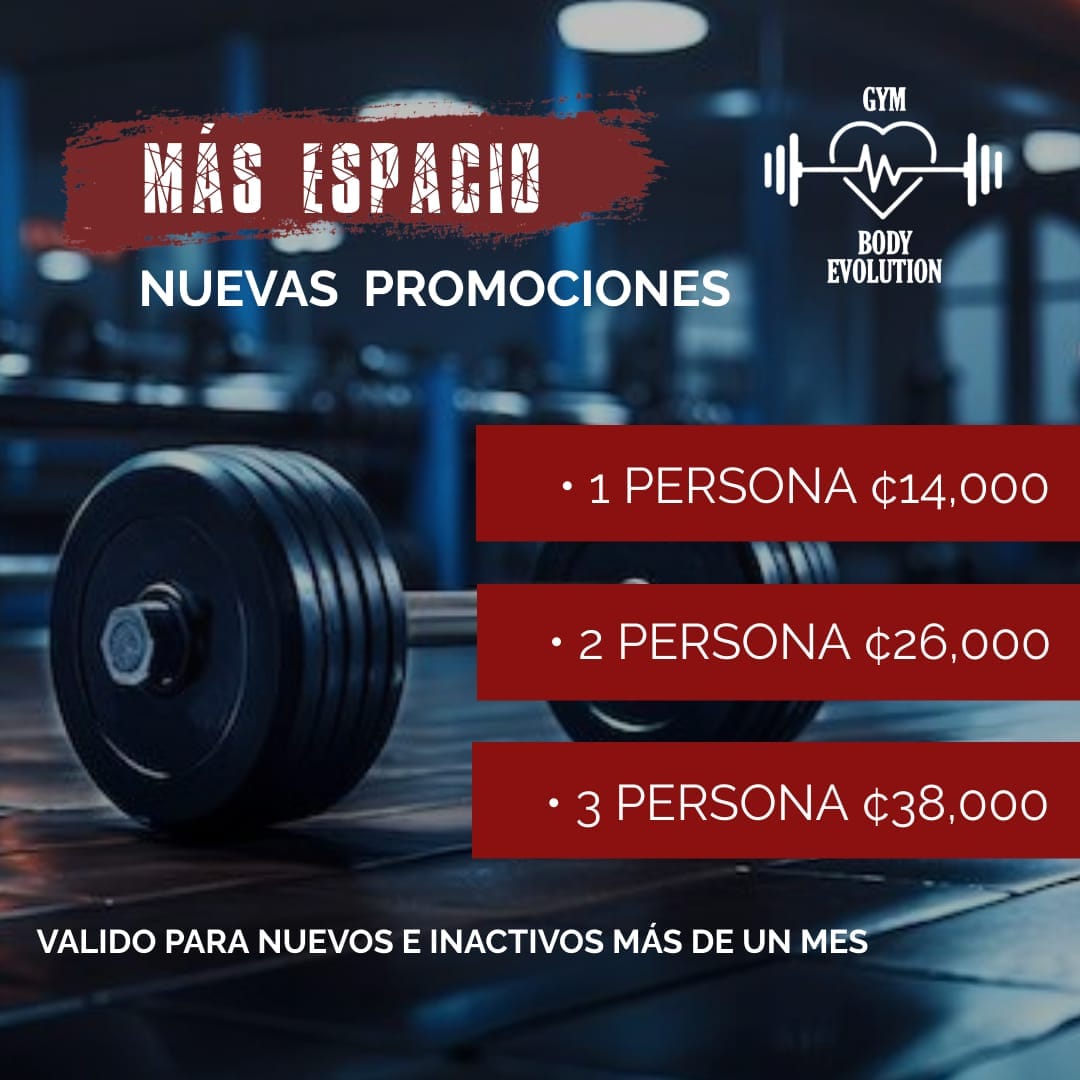 MÁS ESPACIO
NUEVAS PROMOCIONES
GYM
BODY
EVOLUTION
• 1 PERSONA ₵14,000
• 2 PERSONA ₵26,000
• 3 PERSONA ₵38,000
VALIDO PARA NUEVOS E INACTIVOS MÁS DE UN MES